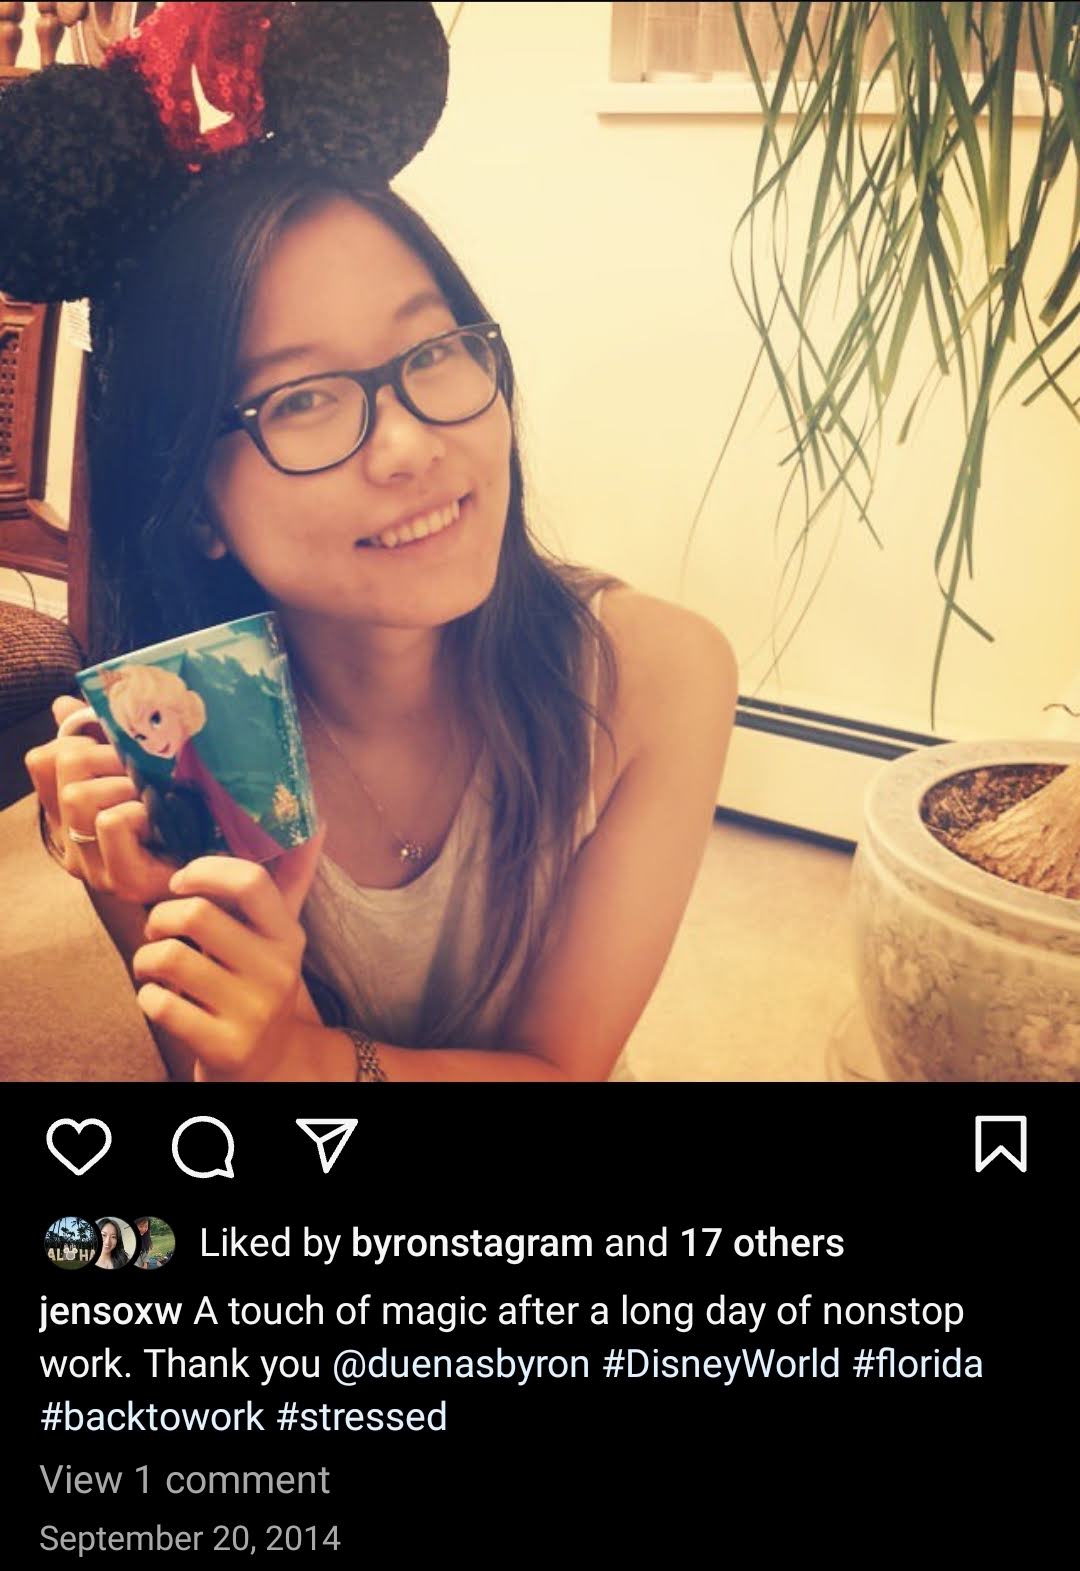 ALOHA
Liked by byronstagram and 17 others
jensoxw A touch of magic after a long day of nonstop
work. Thank you @duenasbyron #DisneyWorld #florida
#backtowork #stressed
View 1 comment
September 20, 2014